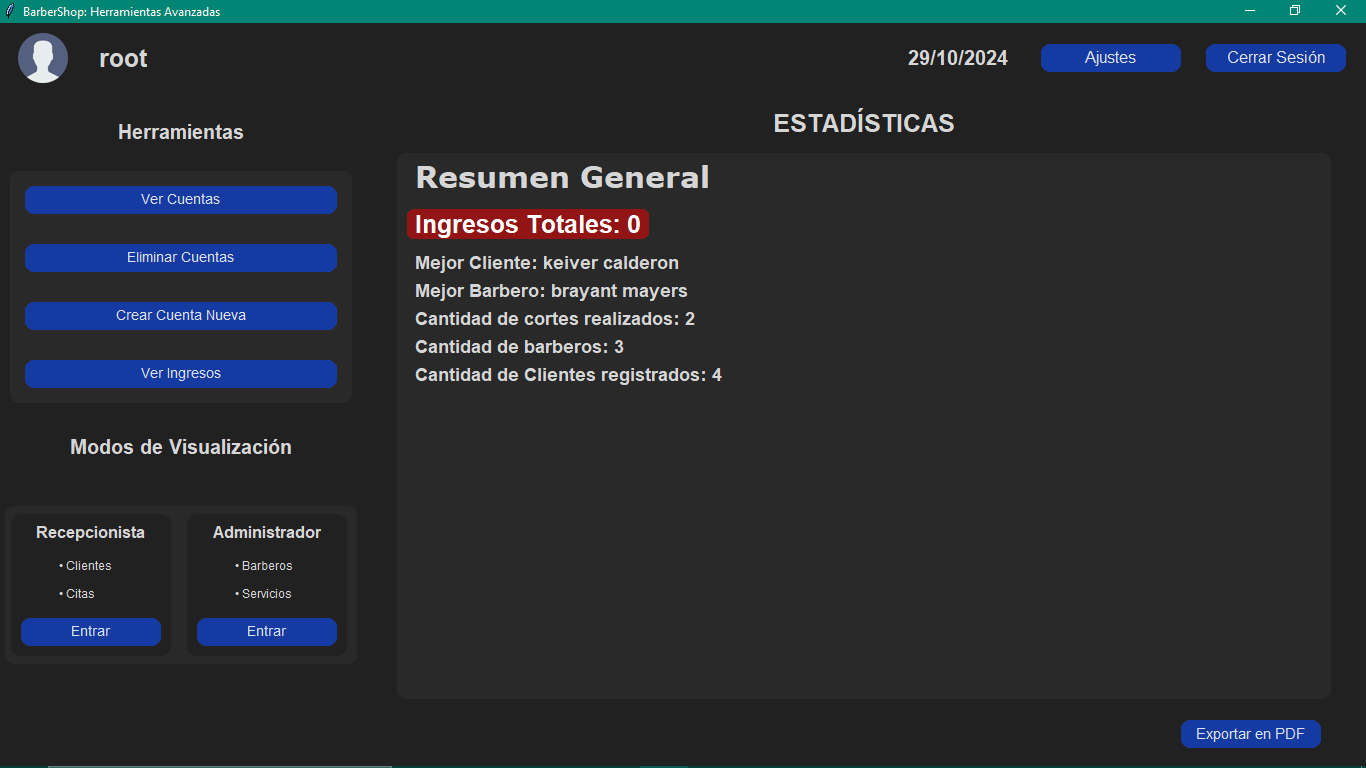 BarberShop: Herramientas Avanzadas
root
29/10/2024
Ajustes
Cerrar Sesión
Herramientas
Ver Cuentas
Eliminar Cuentas
Crear Cuenta Nueva
Ver Ingresos
Modos de Visualización
Recepcionista
• Clientes
• Citas
Entrar
Administrador
• Barberos
• Servicios
Entrar
ESTADÍSTICAS
Resumen General
Ingresos Totales: 0
Mejor Cliente: keiver calderon
Mejor Barbero: brayant mayers
Cantidad de cortes realizados: 2
Cantidad de barberos: 3
Cantidad de Clientes registrados: 4
Exportar en PDF